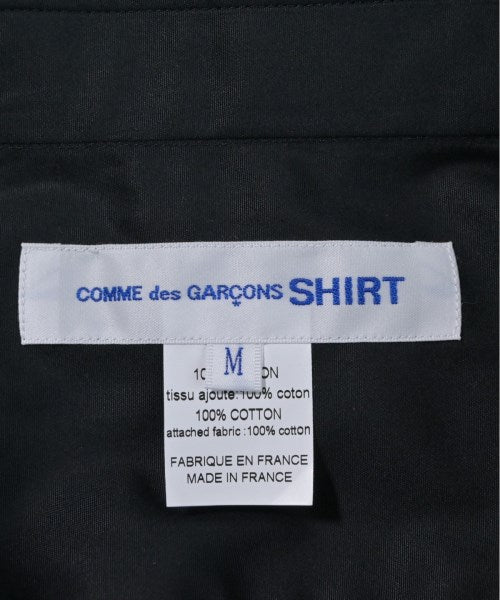 COMME des GARÇONS SHIRT
*
M
tissu ajoute:100% coton
100% COTTON
attached fabric :100% cotton
FABRIQUE EN FRANCE
MADE IN FRANCE